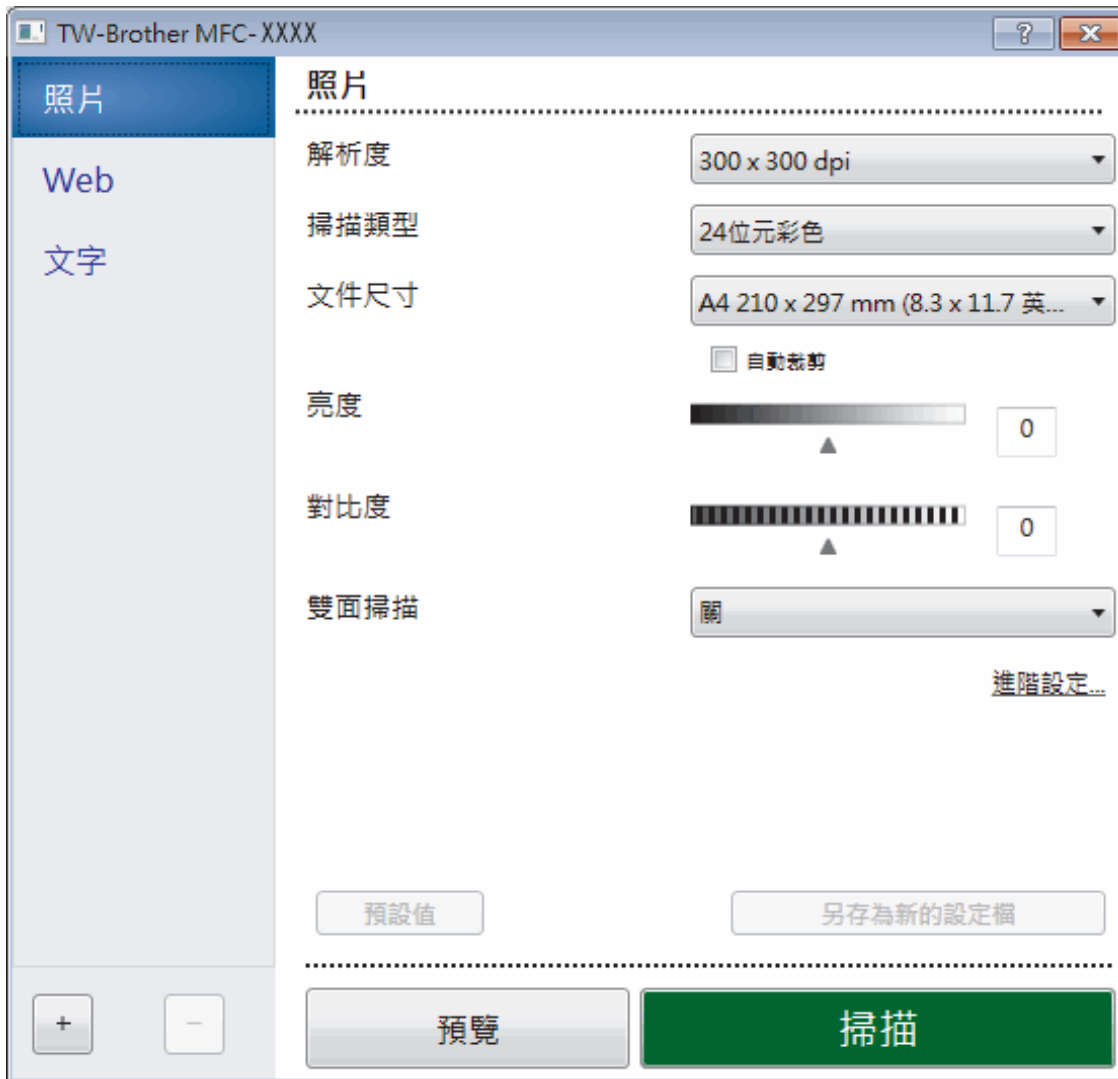 TW-Brother MFC-XXXX
?
照片
Web
文字
照片
解析度
300 x 300 dpi
掃描類型
24位元彩色
文件尺寸
A4 210 x 297 mm (8.3 x 11.7 英...
自動裁剪
亮度
0
對比度
0
雙面掃描
關
進階設定...
預設值
另存為新的設定檔
+
−
預覽
掃描